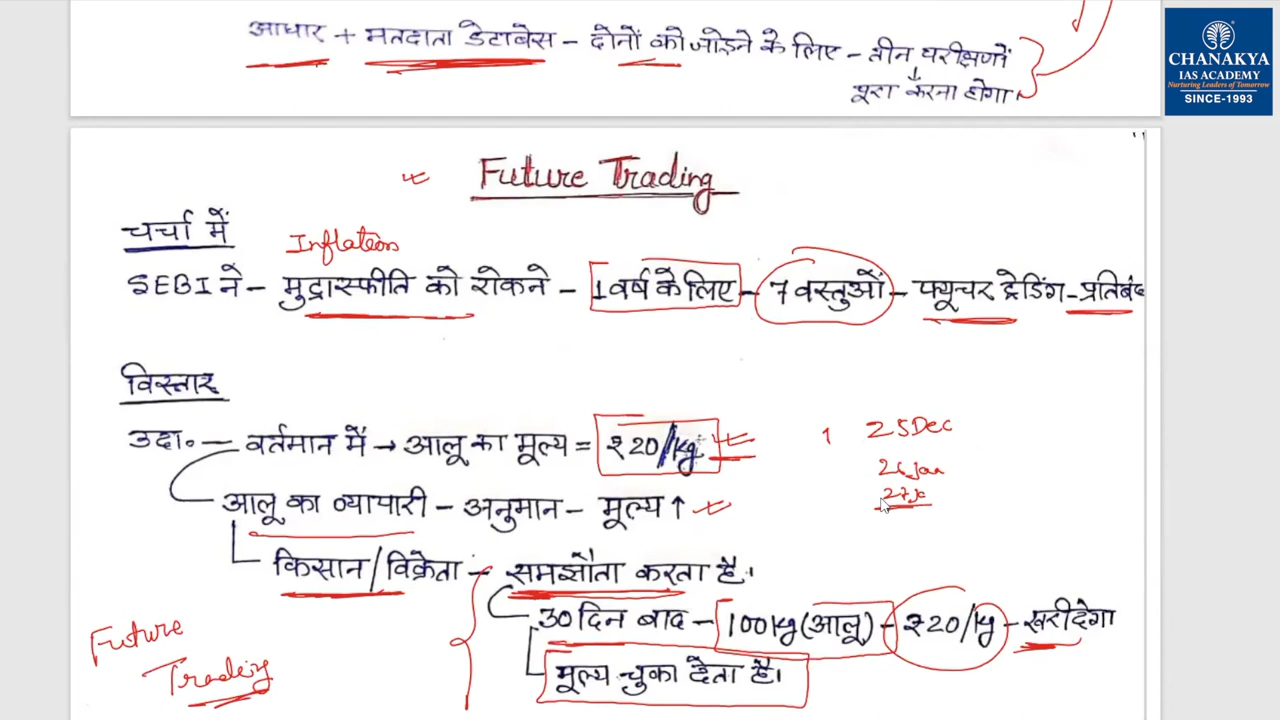 आधार + मतदाता डेटाबेस - दोनों को जोड़ने के लिए - तीन परीक्षणों
पूरा करना होगा।
CHANAKYA
IAS ACADEMY
Nurturing Leaders of Tomorrow
SINCE-1993
Future Trading
चर्चा में
Inflation
SEBI ने - मुद्रास्फीति को रोकने - 1 वर्ष के लिए - 7 वस्तुओं - फ्यूचर ट्रेडिंग - प्रतिबंध
विस्तार
उदा॰ - वर्तमान में → आलू का मूल्य = ₹20/kg
1 25 Dec
26 Jan
27 Ja
आलू का व्यापारी - अनुमान - मूल्य ↑
किसान/विक्रेता - समझौता करता है।
30 दिन बाद - 100kg (आलू) - ₹20/kg - खरीदेगा
मूल्य चुका देता है।
Future
Trading